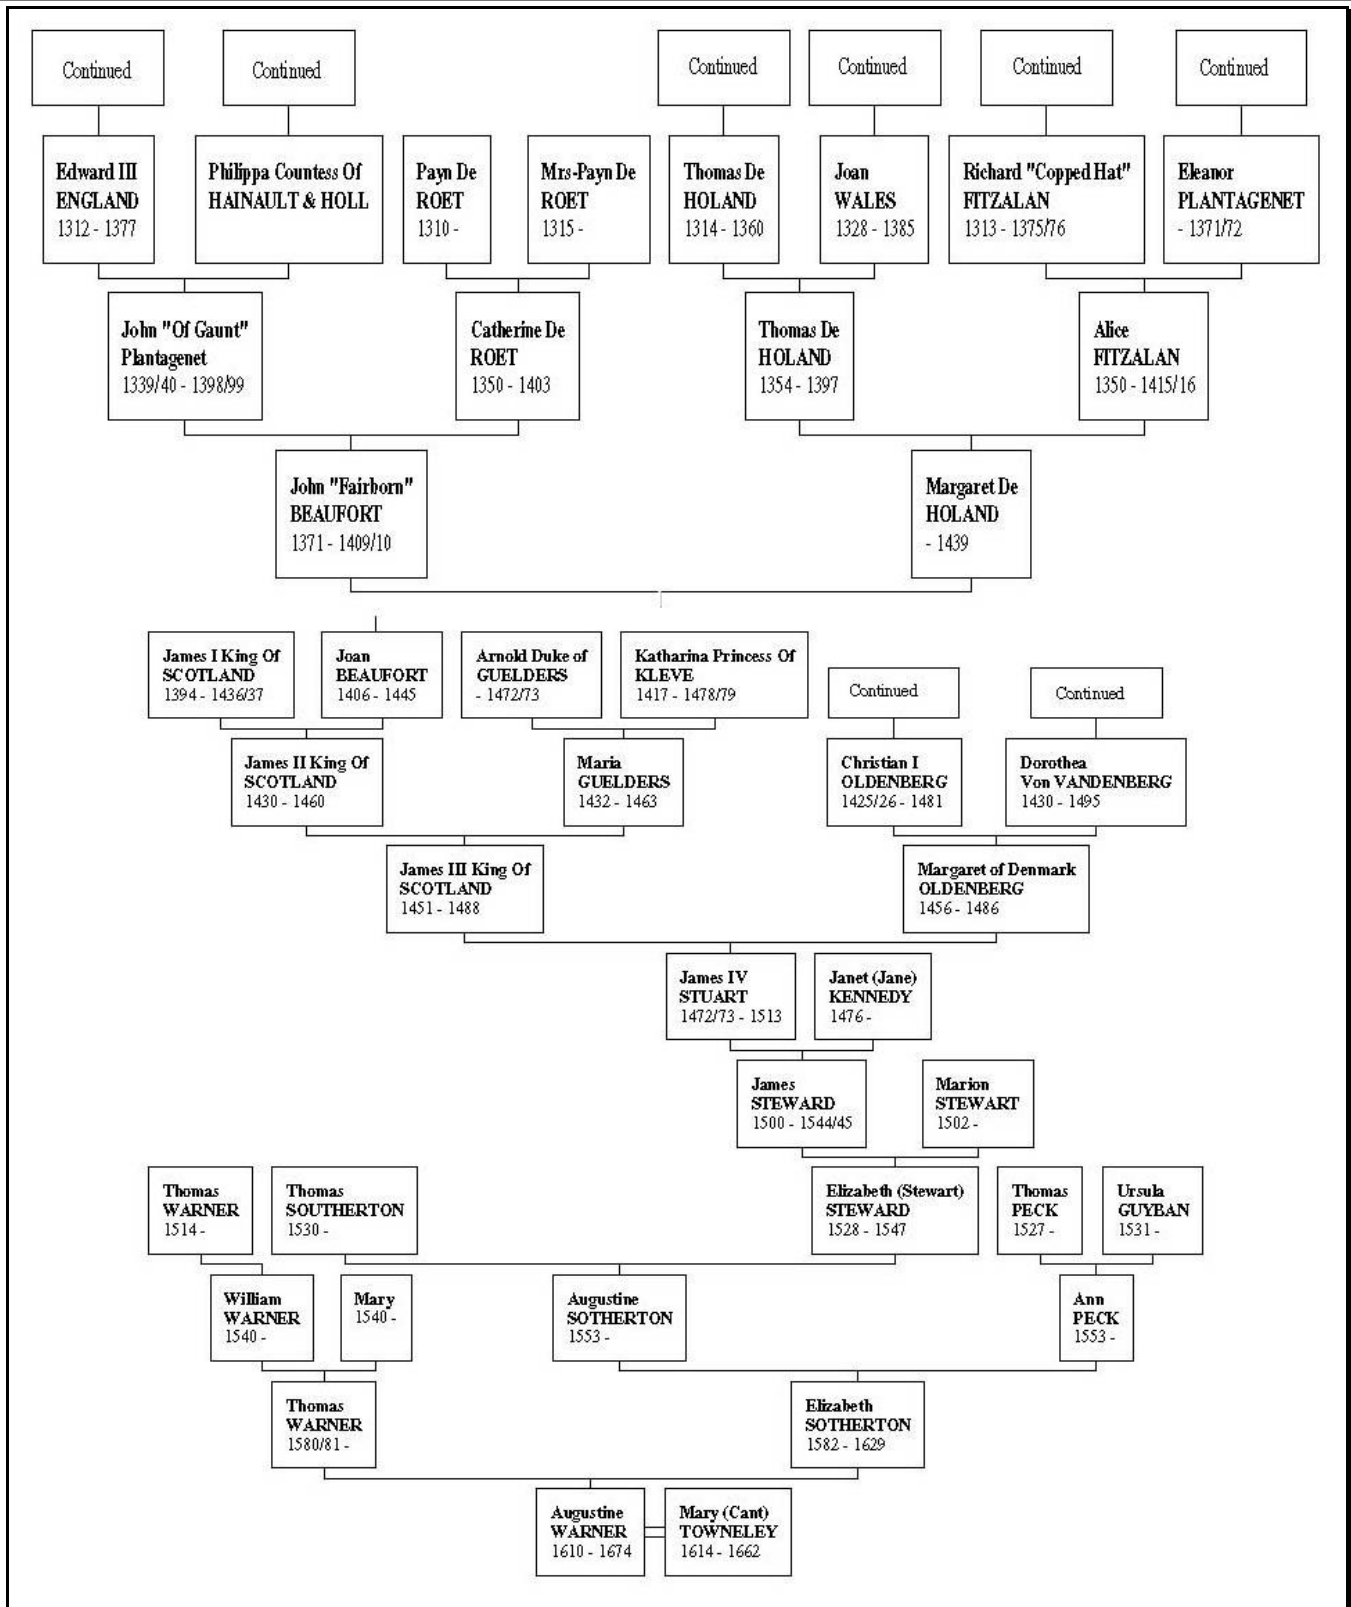 Continued
Continued
Continued
Continued
Continued
Continued
Edward III
ENGLAND
1312 - 1377
Philippa Countess Of
HAINAULT & HOLL
Payn De
ROET
1310 -
Mrs-Payn De
ROET
1315 -
Thomas De
HOLAND
1314 - 1360
Joan
WALES
1328 - 1385
Richard "Copped Hat"
FITZALAN
1313 - 1375/76
Eleanor
PLANTAGENET
- 1371/72
John "Of Gaunt"
Plantagenet
1339/40 - 1398/99
Catherine De
ROET
1350 - 1403
Thomas De
HOLAND
1354 - 1397
Alice
FITZALAN
1350 - 1415/16
John "Fairborn"
BEAUFORT
1371 - 1409/10
Margaret De
HOLAND
- 1439
James I King Of
SCOTLAND
1394 - 1436/37
Joan
BEAUFORT
1406 - 1445
Arnold Duke of
GUELDERS
- 1472/73
Katharina Princess Of
KLEVE
1417 - 1478/79
Continued
Continued
James II King Of
SCOTLAND
1430 - 1460
Maria
GUELDERS
1432 - 1463
Christian I
OLDENBERG
1425/26 - 1481
Dorothea
Von VANDENBERG
1430 - 1495
James III King Of
SCOTLAND
1451 - 1488
Margaret of Denmark
OLDENBERG
1456 - 1486
James IV
STUART
1472/73 - 1513
Janet (Jane)
KENNEDY
1476 -
James
STEWARD
1500 - 1544/45
Marion
STEWART
1502 -
Thomas
WARNER
1514 -
Thomas
SOUTHERTON
1530 -
Elizabeth (Stewart)
STEWARD
1528 - 1547
Thomas
PECK
1527 -
Ursula
GUYBAN
1531 -
William
WARNER
1540 -
Mary
1540 -
Augustine
SOTHERTON
1553 -
Ann
PECK
1553 -
Thomas
WARNER
1580/81 -
Elizabeth
SOTHERTON
1582 - 1629
Augustine
WARNER
1610 - 1674
Mary (Cant)
TOWNELEY
1614 - 1662